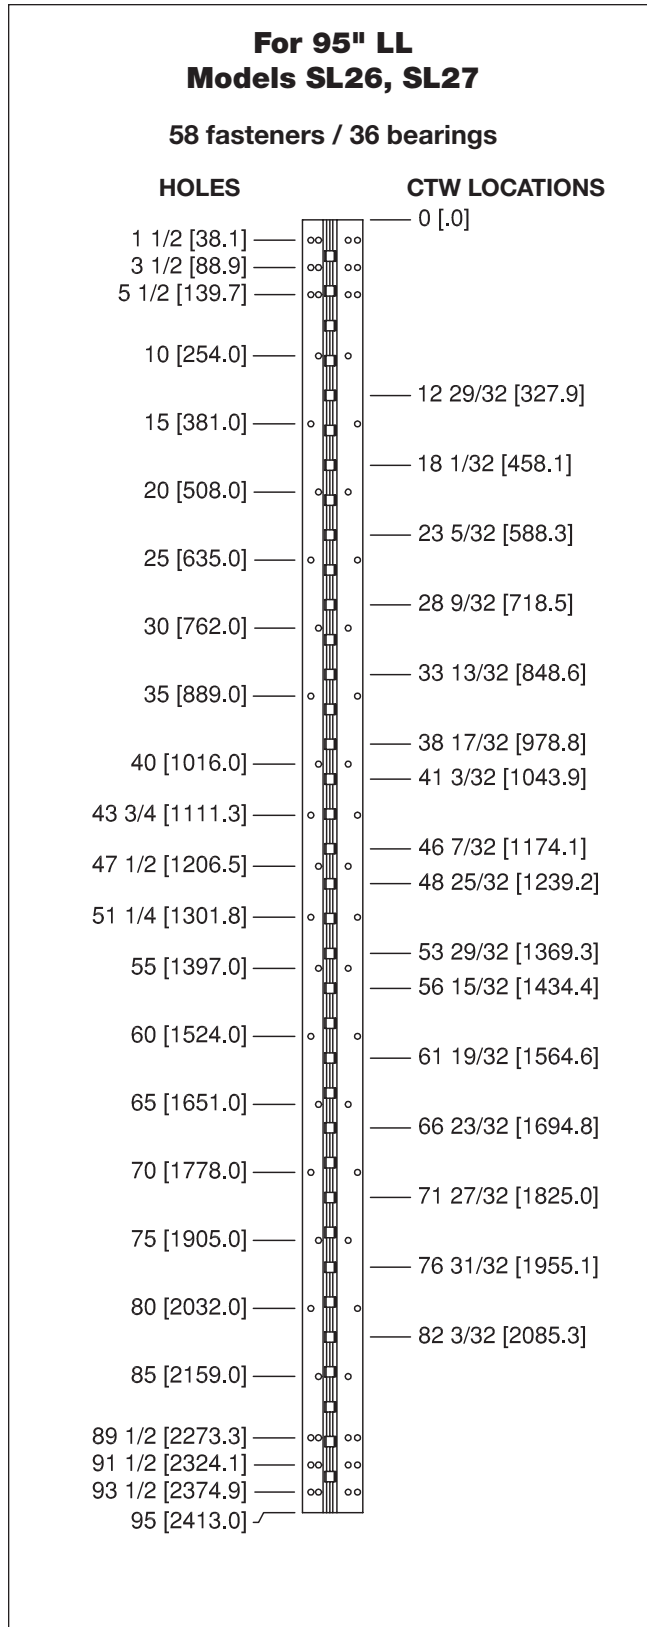 For 95" LL
Models SL26, SL27
58 fasteners / 36 bearings
HOLES
1 1/2 [38.1]
3 1/2 [88.9]
5 1/2 [139.7]
10 [254.0]
15 [381.0]
20 [508.0]
25 [635.0]
30 [762.0]
35 [889.0]
40 [1016.0]
43 3/4 [1111.3]
47 1/2 [1206.5]
51 1/4 [1301.8]
55 [1397.0]
60 [1524.0]
65 [1651.0]
70 [1778.0]
75 [1905.0]
80 [2032.0]
85 [2159.0]
89 1/2 [2273.3]
91 1/2 [2324.1]
93 1/2 [2374.9]
95 [2413.0]
CTW LOCATIONS
0 [.0]
12 29/32 [327.9]
18 1/32 [458.1]
23 5/32 [588.3]
28 9/32 [718.5]
33 13/32 [848.6]
38 17/32 [978.8]
41 3/32 [1043.9]
46 7/32 [1174.1]
48 25/32 [1239.2]
53 29/32 [1369.3]
56 15/32 [1434.4]
61 19/32 [1564.6]
66 23/32 [1694.8]
71 27/32 [1825.0]
76 31/32 [1955.1]
82 3/32 [2085.3]